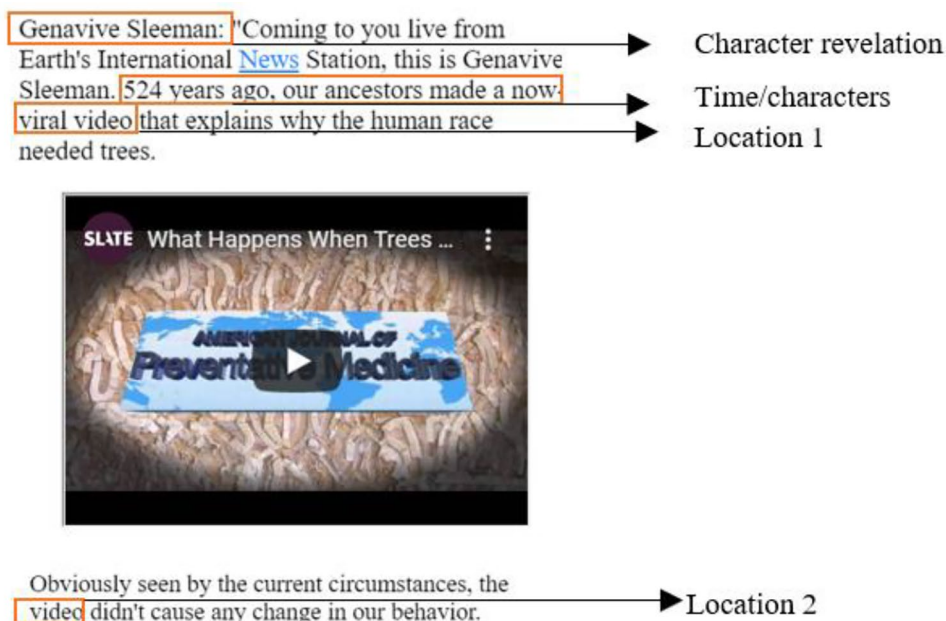 Genavive Sleeman: "Coming to you live from
Character revelation
Earth's International News Station, this is Genavive
Sleeman. 524 years ago, our ancestors made a now-
Time/characters
viral video that explains why the human race
Location 1
needed trees.
SLATE What Happens When Trees ...
AMERICAN JOURNAL OF
Preventative Medicine
Obviously seen by the current circumstances, the
Location 2
video didn't cause any change in our behavior.